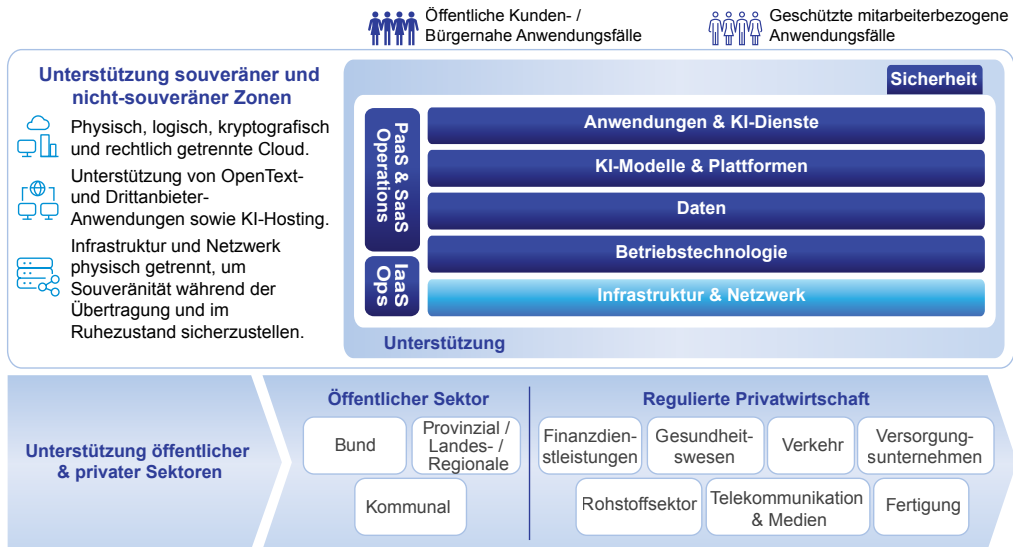 Öffentliche Kunden- /
Bürgernahe Anwendungsfälle
Geschützte mitarbeiterbezogene
Anwendungsfälle
Unterstützung souveräner und
nicht-souveräner Zonen
Physisch, logisch, kryptografisch
und rechtlich getrennte Cloud.
Unterstützung von OpenText-
und Drittanbieter-
Anwendungen sowie KI-Hosting.
Infrastruktur und Netzwerk
physisch getrennt, um
Souveränität während der
Übertragung und im
Ruhezustand sicherzustellen.
Sicherheit
PaaS & SaaS
Operations
IaaS
Ops
Anwendungen & KI-Dienste
KI-Modelle & Plattformen
Daten
Betriebstechnologie
Infrastruktur & Netzwerk
Unterstützung
Unterstützung öffentlicher
& privater Sektoren
Öffentlicher Sektor
Bund
Provinzial /
Landes- /
Regionale
Kommunal
Regulierte Privatwirtschaft
Finanzdien-
stleistungen
Gesundheit-
swesen
Verkehr
Versorgung-
sunternehmen
Rohstoffsektor
Telekommunikation
& Medien
Fertigung